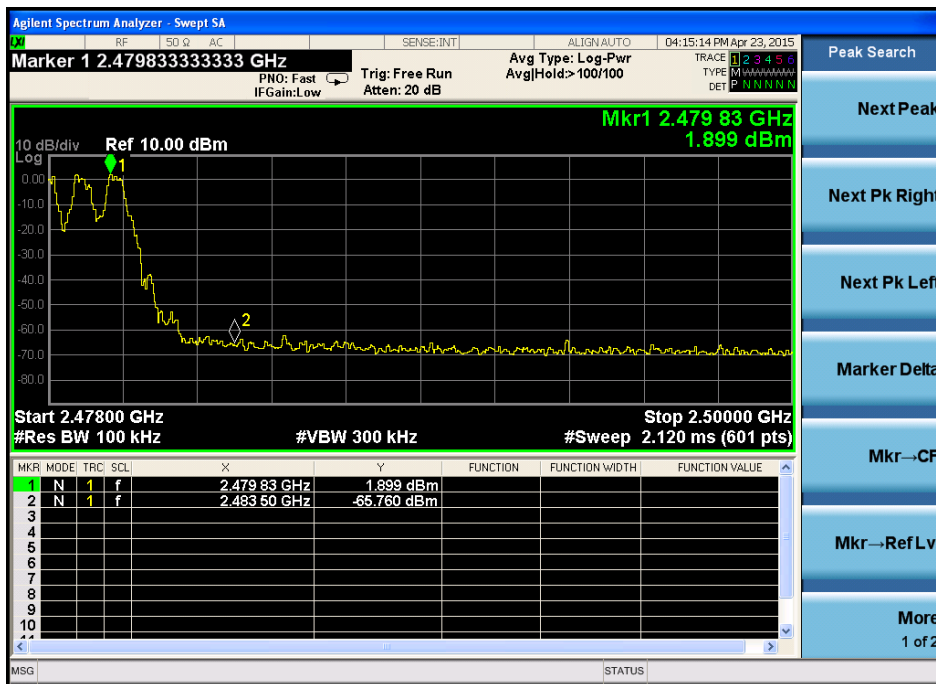 Agilent Spectrum Analyzer - Swept SA
LXI RF 50 Ω AC SENSE:INT ALIGN AUTO 04:15:14 PM Apr 23, 2015
Marker 1 2.479833333333 GHz
PNO: Fast
IFGain:Low
Trig: Free Run
Atten: 20 dB
Avg Type: Log-Pwr
Avg|Hold:>100/100
TRACE 1 2 3 4 5 6
TYPE M
DET P N N N N N
Mkr1 2.479 83 GHz
1.899 dBm
10 dB/div Ref 10.00 dBm
Log
1
0.00
-10.0
-20.0
-30.0
-40.0
-50.0
2
-60.0
-70.0
-80.0
Start 2.47800 GHz Stop 2.50000 GHz
#Res BW 100 kHz #VBW 300 kHz #Sweep 2.120 ms (601 pts)
MKR MODE TRC SCL X Y FUNCTION FUNCTION WIDTH FUNCTION VALUE
1 N 1 f 2.479 83 GHz 1.899 dBm
2 N 1 f 2.483 50 GHz -65.760 dBm
3
4
5
6
7
8
9
10
11
MSG STATUS
Peak Search
Next Peak
Next Pk Right
Next Pk Left
Marker Delta
Mkr→CF
Mkr→Ref Lv
More
1 of 2